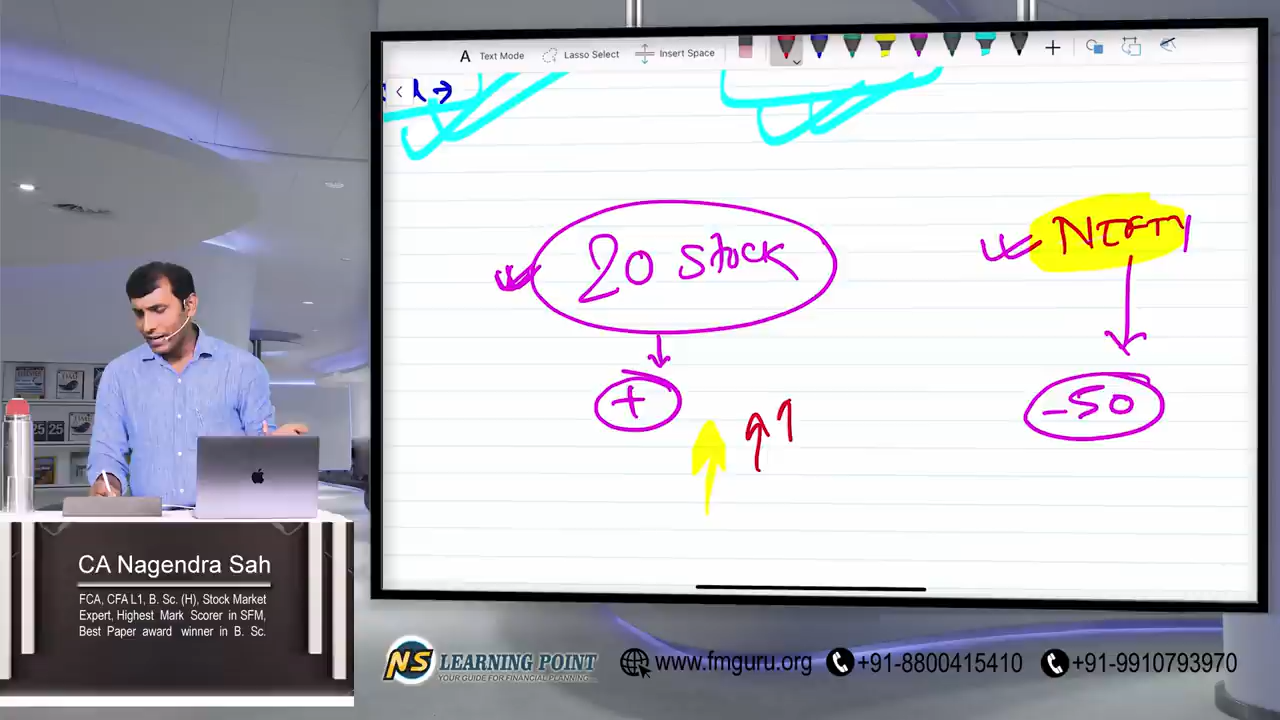 A Text Mode
Lasso Select
Insert Space
20 Stock
NIFTY
+
-50
25 25
CA Nagendra Sah
FCA, CFA L1, B. Sc. (H), Stock Market
Expert, Highest Mark Scorer in SFM,
Best Paper award winner in B. Sc.
NS LEARNING POINT
YOUR GUIDE FOR FINANCIAL PLANNING....
www.fmguru.org
+91-8800415410
+91-9910793970